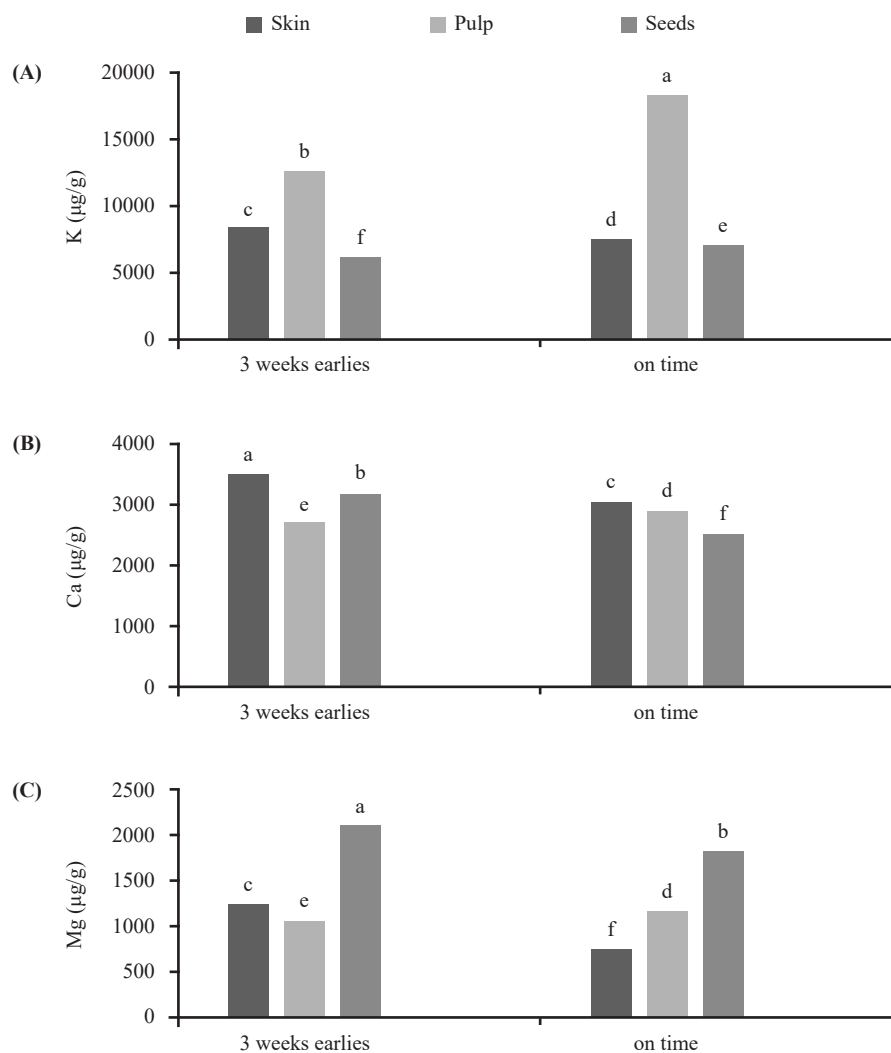 Skin Pulp Seeds
(A)
K (µg/g)
20000
15000
10000
5000
0
c b f d a e
3 weeks earlies on time
(B)
Ca (µg/g)
4000
3000
2000
1000
0
a e b c d f
3 weeks earlies on time
(C)
Mg (µg/g)
2500
2000
1500
1000
500
0
c e a f d b
3 weeks earlies on time